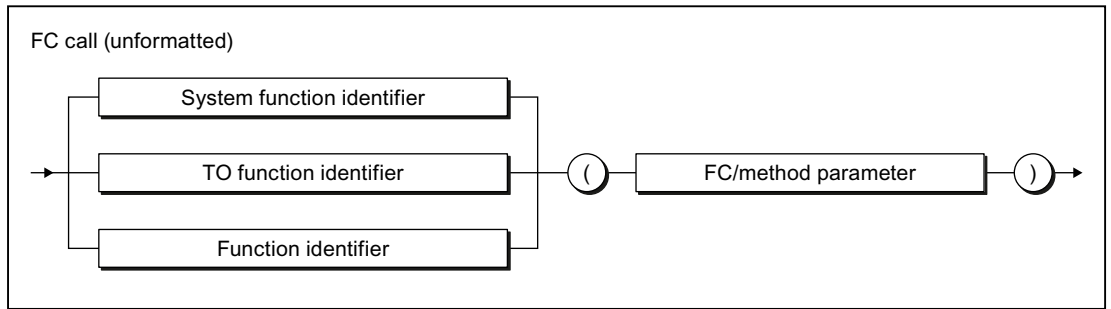 FC call (unformatted)
System function identifier
TO function identifier
( FC/method parameter )
Function identifier